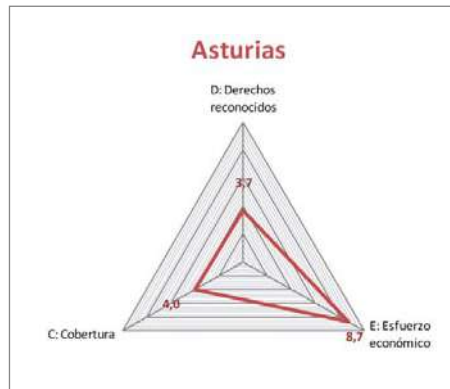 Asturias
D: Derechos
reconocidos
3,7
4,0
C: Cobertura
E: Esfuerzo
económico
8,7